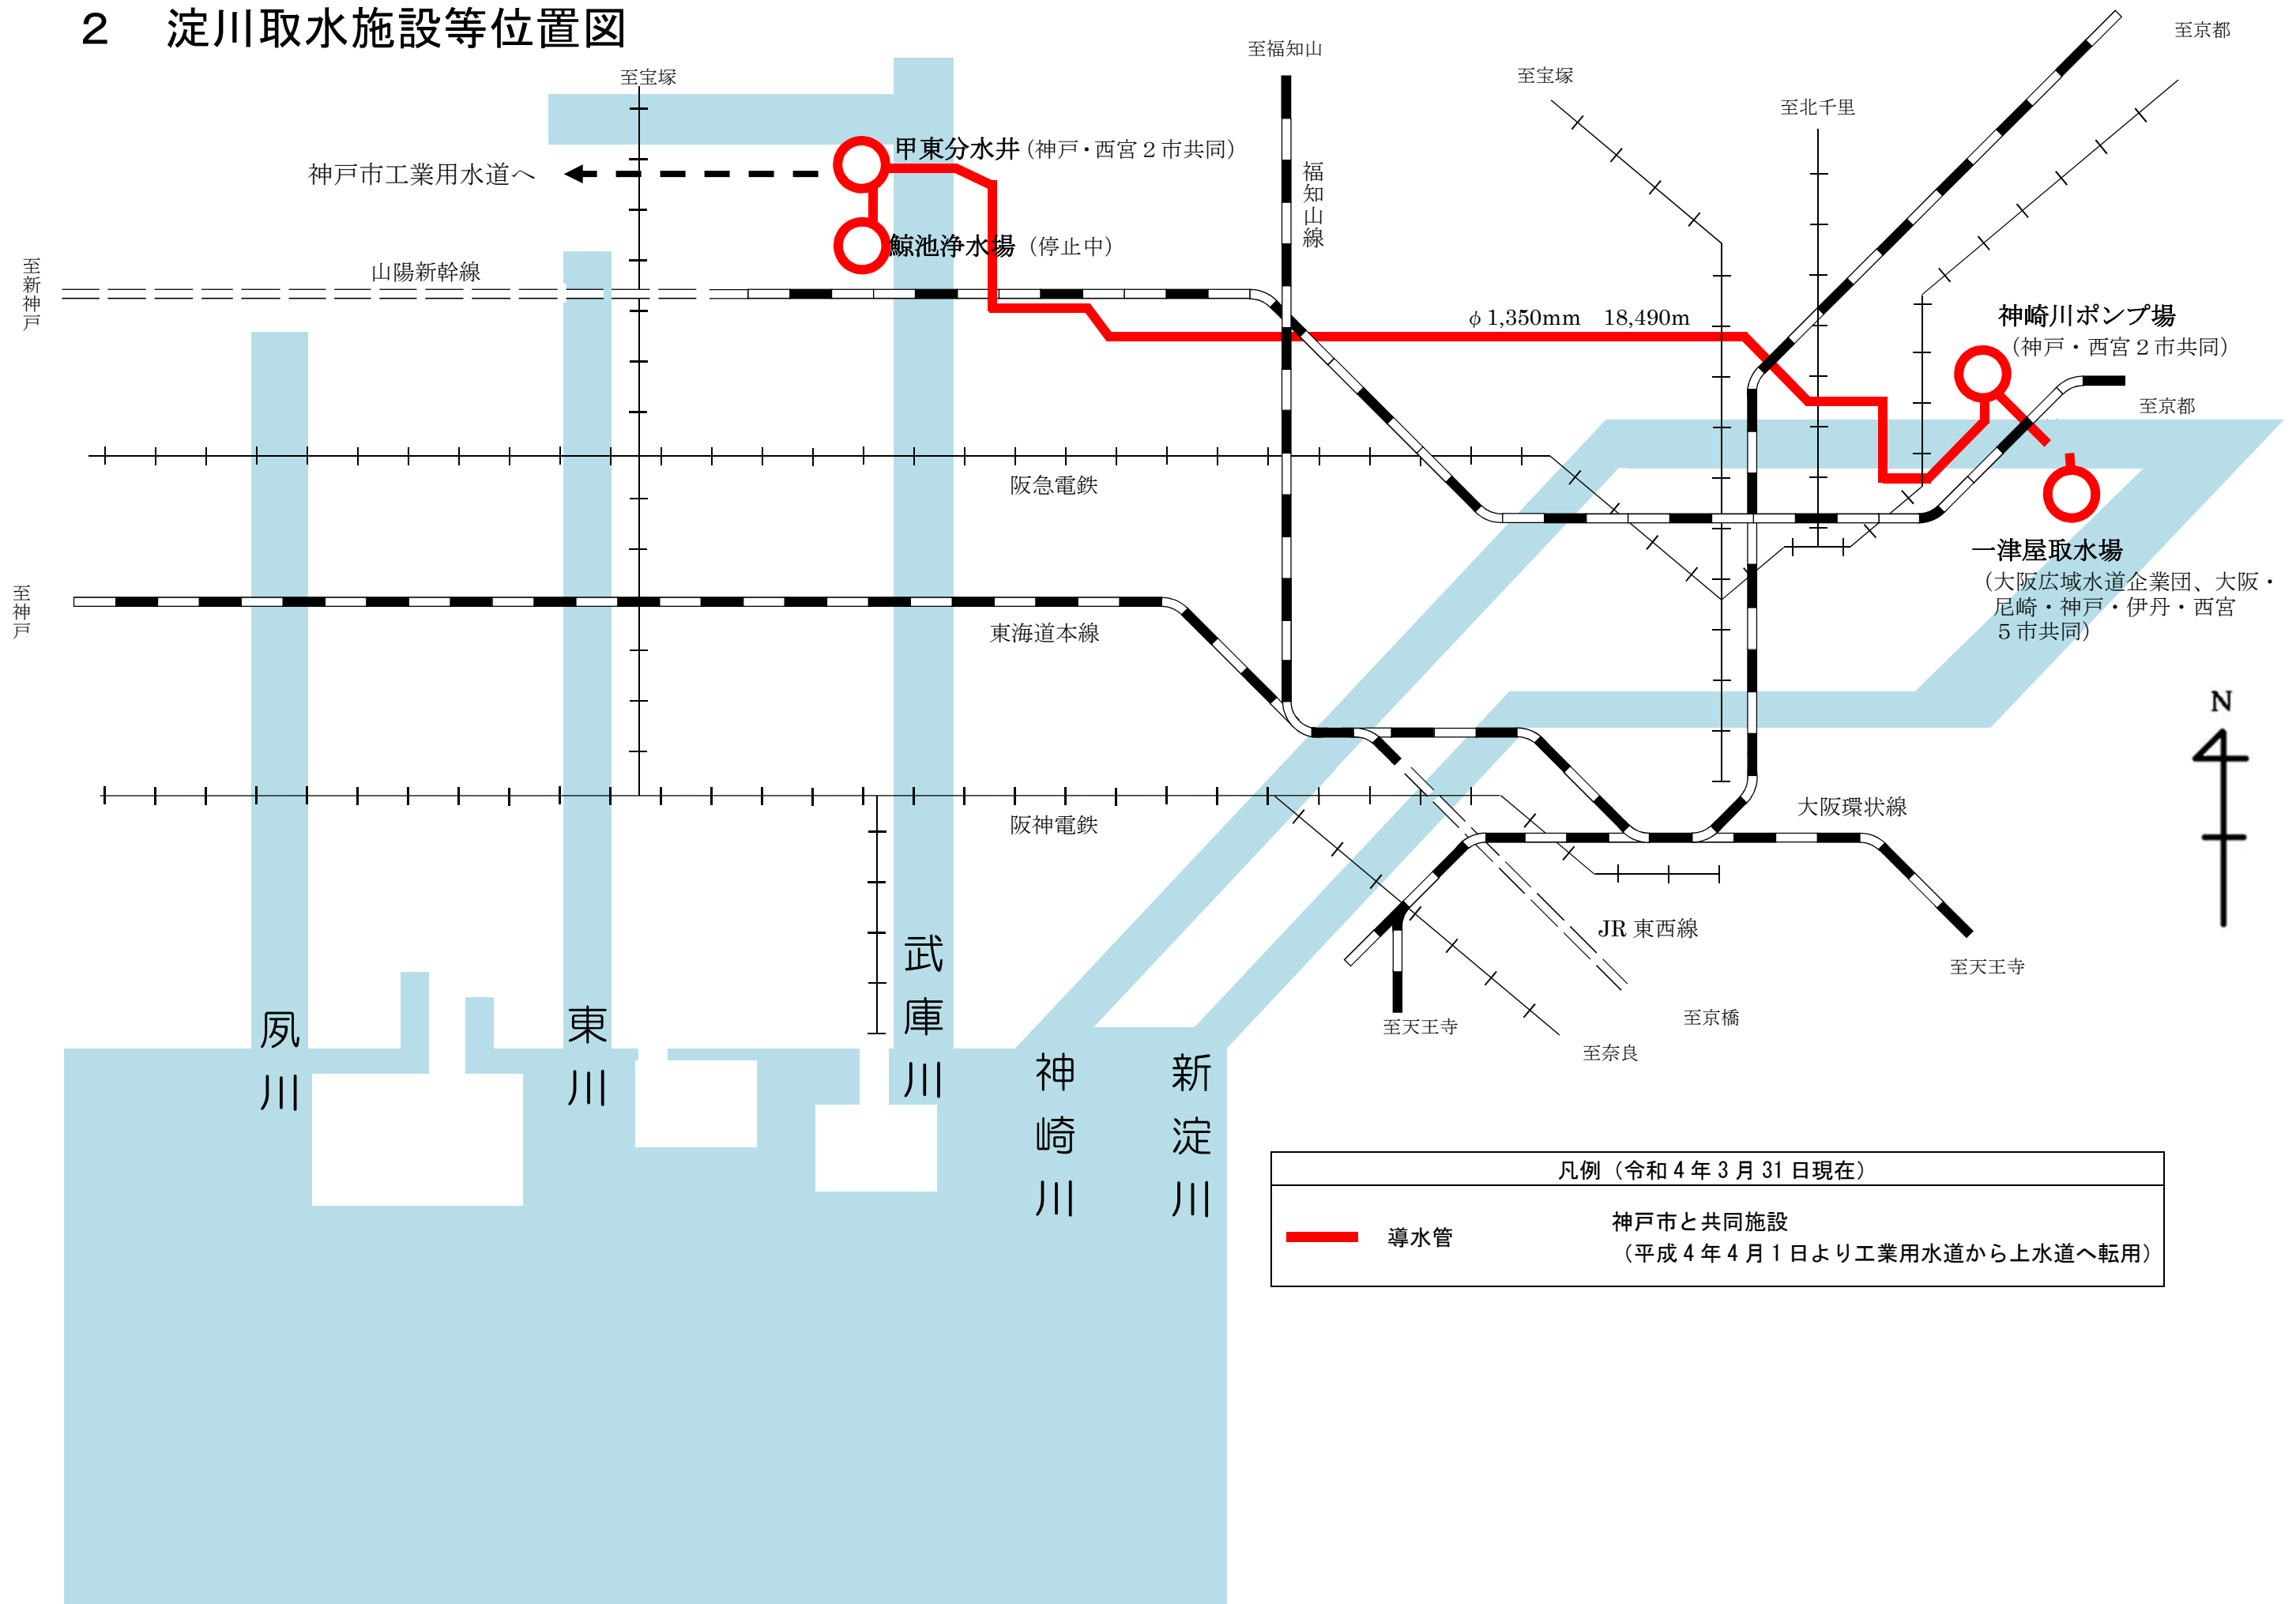 ２　淀川取水施設等位置図
至福知山
至京都
至宝塚
至宝塚
至北千里
甲東分水井（神戸・西宮２市共同）
神戸市工業用水道へ
福知山線
鯨池浄水場（停止中）
至新神戸
山陽新幹線
φ1,350mm　18,490m
神崎川ポンプ場
（神戸・西宮２市共同）
至京都
阪急電鉄
一津屋取水場
（大阪広域水道企業団、大阪・
尼崎・神戸・伊丹・西宮
５市共同）
至神戸
東海道本線
N
大阪環状線
阪神電鉄
JR 東西線
至天王寺
至京橋
至天王寺
至奈良
夙川
東川
武庫川
神崎川
新淀川
凡例（令和４年３月31日現在）
導水管
神戸市と共同施設
（平成４年４月１日より工業用水道から上水道へ転用）